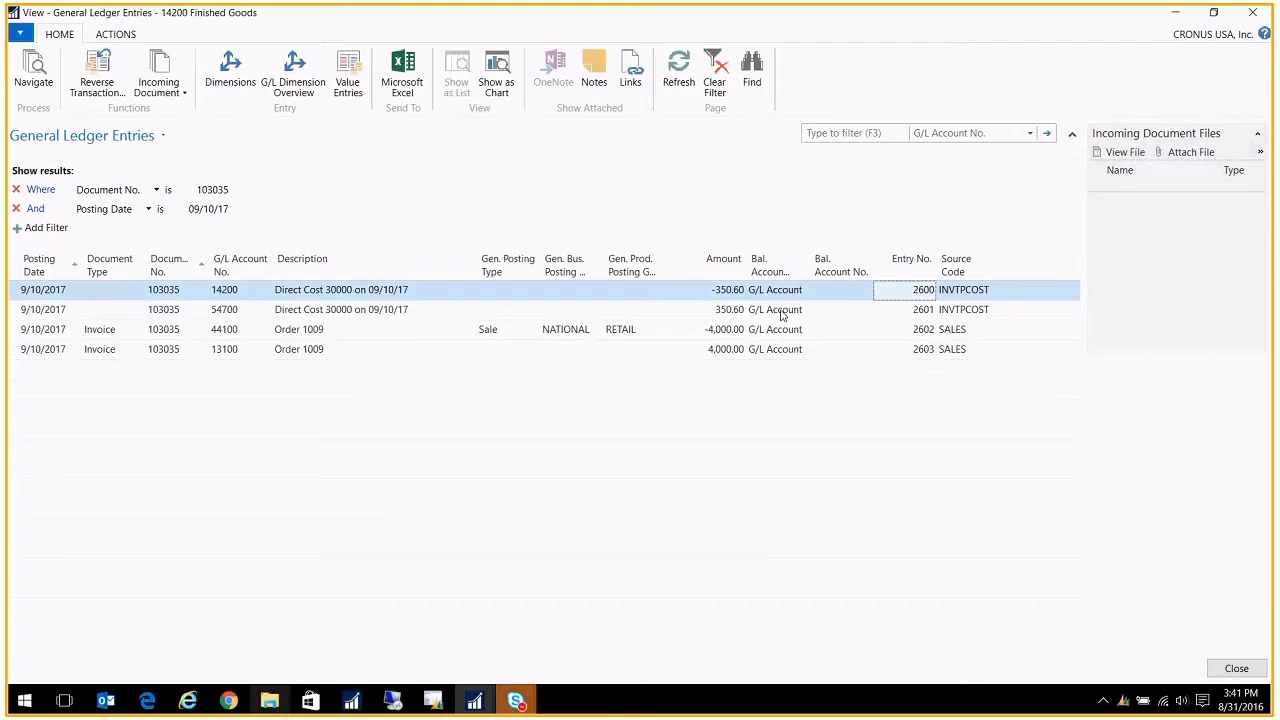 View - General Ledger Entries - 14200 Finished Goods
HOME ACTIONS CRONUS USA, Inc.
Navigate
Reverse Transaction...
Incoming Document
Dimensions
G/L Dimension Overview
Value Entries
Microsoft Excel
Show as List
Show as Chart
OneNote
Notes
Links
Refresh
Clear Filter
Find
Process Functions Entry Send To View Show Attached Page
General Ledger Entries
Type to filter (F3) G/L Account No.
Show results:
Where Document No. is 103035
And Posting Date is 09/10/17
Add Filter
Incoming Document Files
View File Attach File »
Name Type
Posting Document Docum... G/L Account Description Gen. Posting Gen. Bus. Gen. Prod. Amount Bal. Bal. Entry No. Source
Date Type No. No. Type Posting ... Posting G... Accoun... Account No. Code
9/10/2017 103035 14200 Direct Cost 30000 on 09/10/17 -350.60 G/L Account 2600 INVTPCOST
9/10/2017 103035 54700 Direct Cost 30000 on 09/10/17 350.60 G/L Account 2601 INVTPCOST
9/10/2017 Invoice 103035 44100 Order 1009 Sale NATIONAL RETAIL -4,000.00 G/L Account 2602 SALES
9/10/2017 Invoice 103035 13100 Order 1009 4,000.00 G/L Account 2603 SALES
Close
3:41 PM
8/31/2016